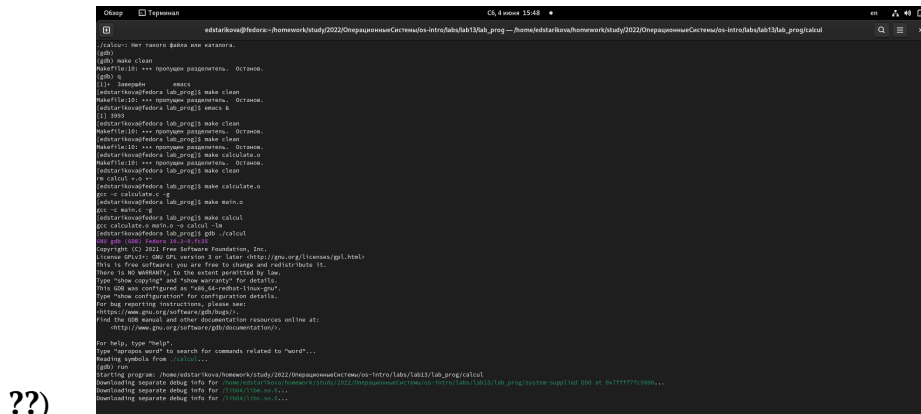 Обзор Терминал Сб, 4 июня 15:48 en
edstarikova@fedora:~/homework/study/2022/ОперационныеСистемы/os-intro/labs/lab13/lab_prog — /home/edstarikova/homework/study/2022/ОперационныеСистемы/os-intro/labs/lab13/lab_prog/calcul
./calcu-: Нет такого файла или каталога.
(gdb)
(gdb) make clean
Makefile:10: *** пропущен разделитель. Останов.
(gdb) q
[1]+ Завершён emacs
[edstarikova@fedora lab_prog]$ make clean
Makefile:10: *** пропущен разделитель. Останов.
[edstarikova@fedora lab_prog]$ emacs &
[1] 3993
[edstarikova@fedora lab_prog]$ make clean
Makefile:10: *** пропущен разделитель. Останов.
[edstarikova@fedora lab_prog]$ make clean
Makefile:10: *** пропущен разделитель. Останов.
[edstarikova@fedora lab_prog]$ make calculate.o
Makefile:10: *** пропущен разделитель. Останов.
[edstarikova@fedora lab_prog]$ make clean
rm calcul *.o *~
[edstarikova@fedora lab_prog]$ make calculate.o
gcc -c calculate.c -g
[edstarikova@fedora lab_prog]$ make main.o
gcc -c main.c -g
[edstarikova@fedora lab_prog]$ make calcul
gcc calculate.o main.o -o calcul -lm
[edstarikova@fedora lab_prog]$ gdb ./calcul
GNU gdb (GDB) Fedora 10.2-9.fc35
Copyright (C) 2021 Free Software Foundation, Inc.
License GPLv3+: GNU GPL version 3 or later <http://gnu.org/licenses/gpl.html>
This is free software: you are free to change and redistribute it.
There is NO WARRANTY, to the extent permitted by law.
Type "show copying" and "show warranty" for details.
This GDB was configured as "x86_64-redhat-linux-gnu".
Type "show configuration" for configuration details.
For bug reporting instructions, please see:
<https://www.gnu.org/software/gdb/bugs/>.
Find the GDB manual and other documentation resources online at:
<http://www.gnu.org/software/gdb/documentation/>.
For help, type "help".
Type "apropos word" to search for commands related to "word"...
Reading symbols from ./calcul...
(gdb) run
Starting program: /home/edstarikova/homework/study/2022/ОперационныеСистемы/os-intro/labs/lab13/lab_prog/calcul
Downloading separate debug info for /home/edstarikova/homework/study/2022/ОперационныеСистемы/os-intro/labs/lab13/lab_prog/system-supplied DSO at 0x7ffff7fc9000...
Downloading separate debug info for /lib64/libm.so.6...
Downloading separate debug info for /lib64/libc.so.6...
??)